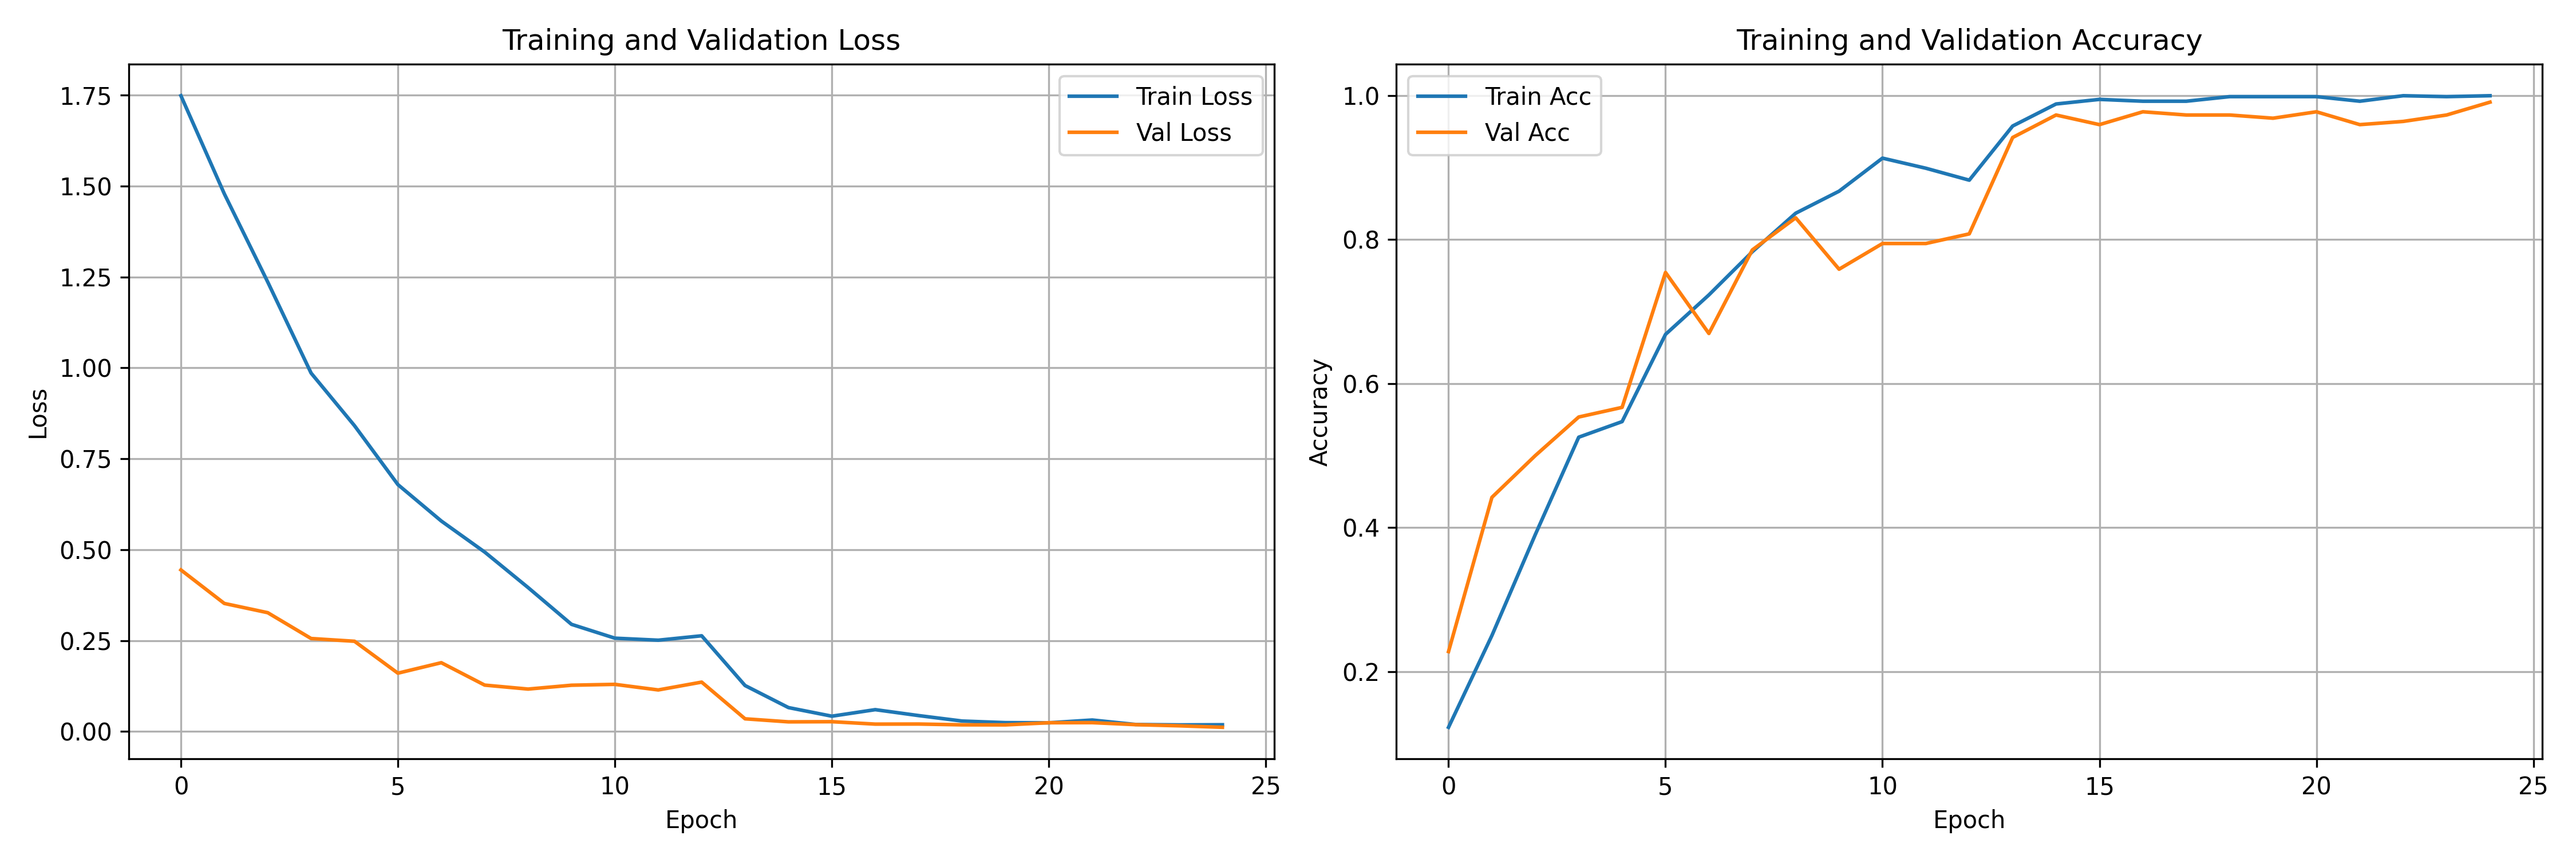 Training and Validation Loss
1.75
1.50
1.25
1.00
0.75
0.50
0.25
0.00
Loss
0 5 10 15 20 25
Epoch
Train Loss
Val Loss
Training and Validation Accuracy
1.0
0.8
0.6
0.4
0.2
Accuracy
0 5 10 15 20 25
Epoch
Train Acc
Val Acc